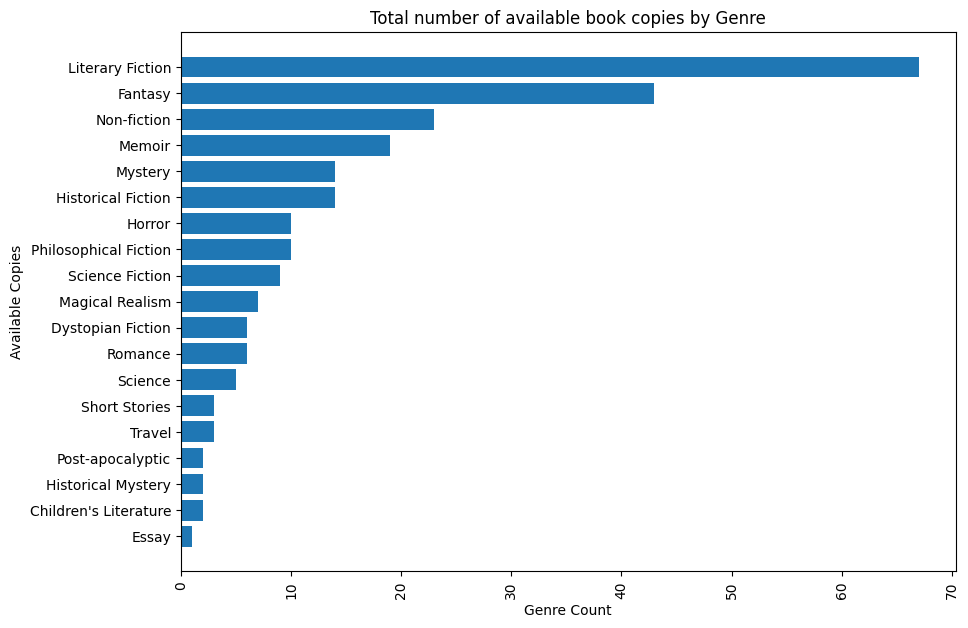 Total number of available book copies by Genre
Literary Fiction
Fantasy
Non-fiction
Memoir
Mystery
Historical Fiction
Horror
Philosophical Fiction
Science Fiction
Magical Realism
Dystopian Fiction
Romance
Science
Short Stories
Travel
Post-apocalyptic
Historical Mystery
Children's Literature
Essay
Available Copies
0 10 20 30 40 50 60 70
Genre Count